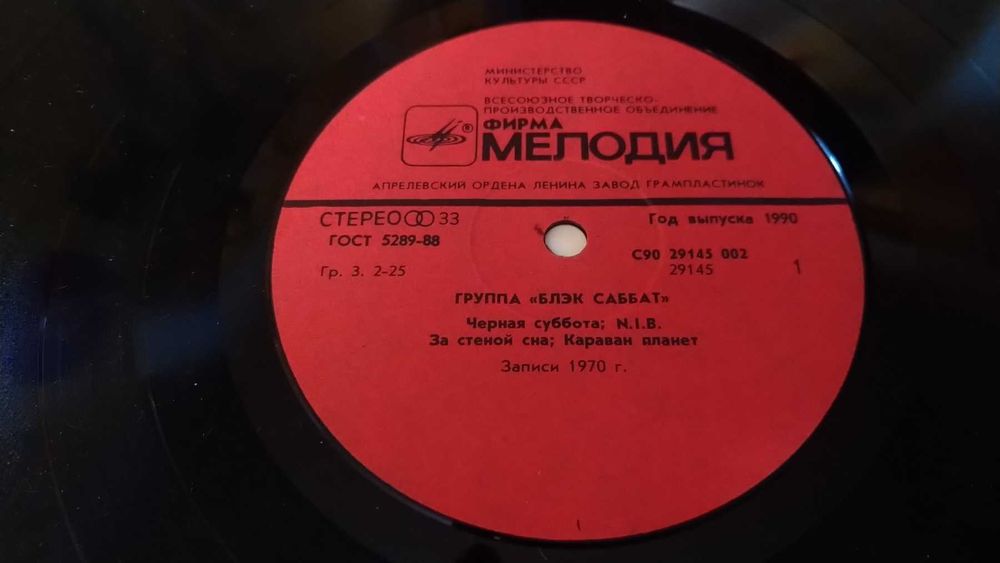 МИНИСТЕРСТВО
КУЛЬТУРЫ СССР
ВСЕСОЮЗНОЕ ТВОРЧЕСКО-
ПРОИЗВОДСТВЕННОЕ ОБЪЕДИНЕНИЕ
®
ФИРМА
МЕЛОДИЯ
АПРЕЛЕВСКИЙ ОРДЕНА ЛЕНИНА ЗАВОД ГРАМПЛАСТИНОК
СТЕРЕО 33
Год выпуска 1990
ГОСТ 5289-88
С90 29145 002
Гр. 3. 2-25
29145
1
ГРУППА «БЛЭК САББАТ»
Черная суббота; N.I.B.
За стеной сна; Караван планет
Записи 1970 г.